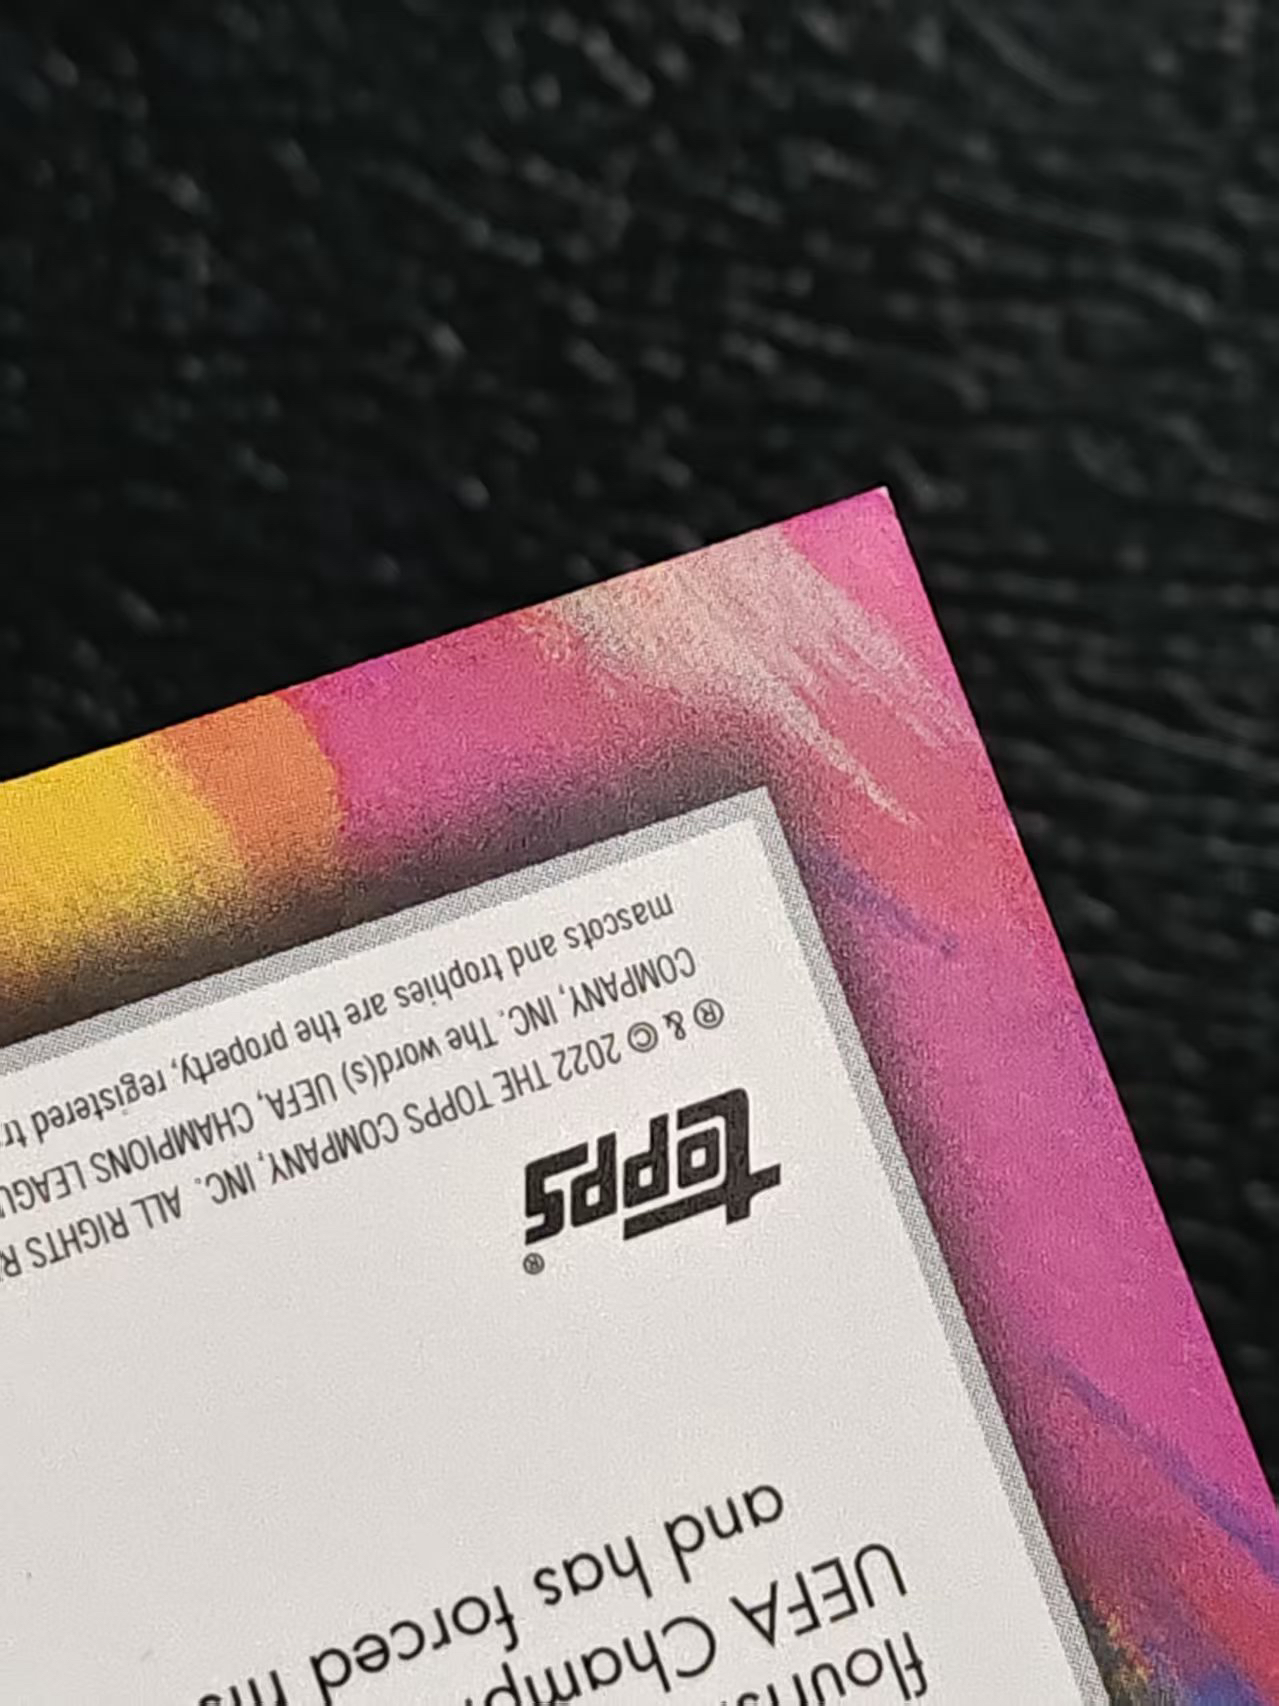 UEFA Champ
and has forced
topps®
® & © 2022 THE TOPPS COMPANY, INC. ALL RIGHTS
COMPANY, INC. The word(s) UEFA, CHAMPIONS LEAGU
mascots and trophies are the property, registered